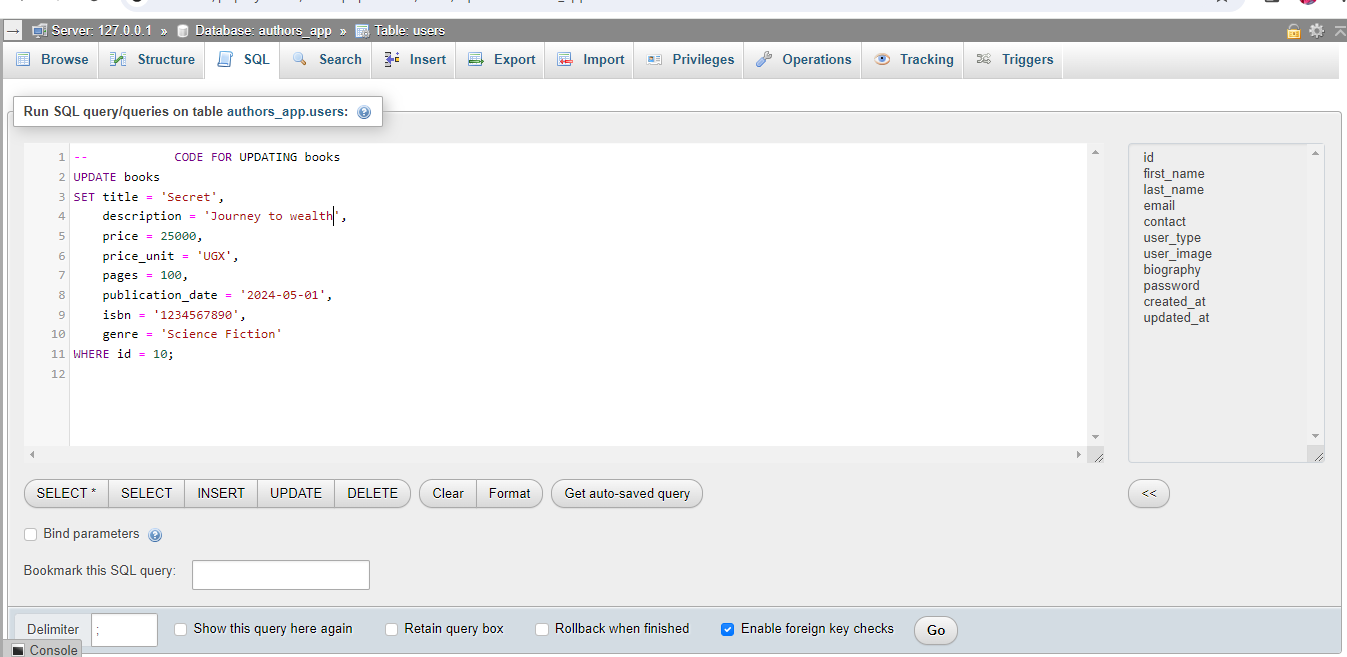 Server: 127.0.0.1 » Database: authors_app » Table: users
Browse Structure SQL Search Insert Export Import Privileges Operations Tracking Triggers
Run SQL query/queries on table authors_app.users:
1 -- CODE FOR UPDATING books
2 UPDATE books
3 SET title = 'Secret',
4 description = 'Journey to wealth',
5 price = 25000,
6 price_unit = 'UGX',
7 pages = 100,
8 publication_date = '2024-05-01',
9 isbn = '1234567890',
10 genre = 'Science Fiction'
11 WHERE id = 10;
12
id
first_name
last_name
email
contact
user_type
user_image
biography
password
created_at
updated_at
SELECT * SELECT INSERT UPDATE DELETE Clear Format Get auto-saved query <<
Bind parameters
Bookmark this SQL query:
Delimiter ; Show this query here again Retain query box Rollback when finished Enable foreign key checks Go
Console